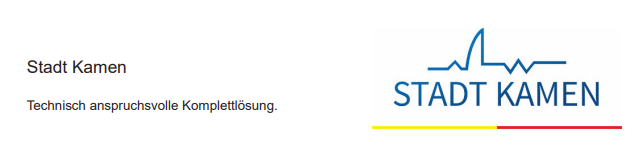 Stadt Kamen
Technisch anspruchsvolle Komplettlösung.
STADT KAMEN